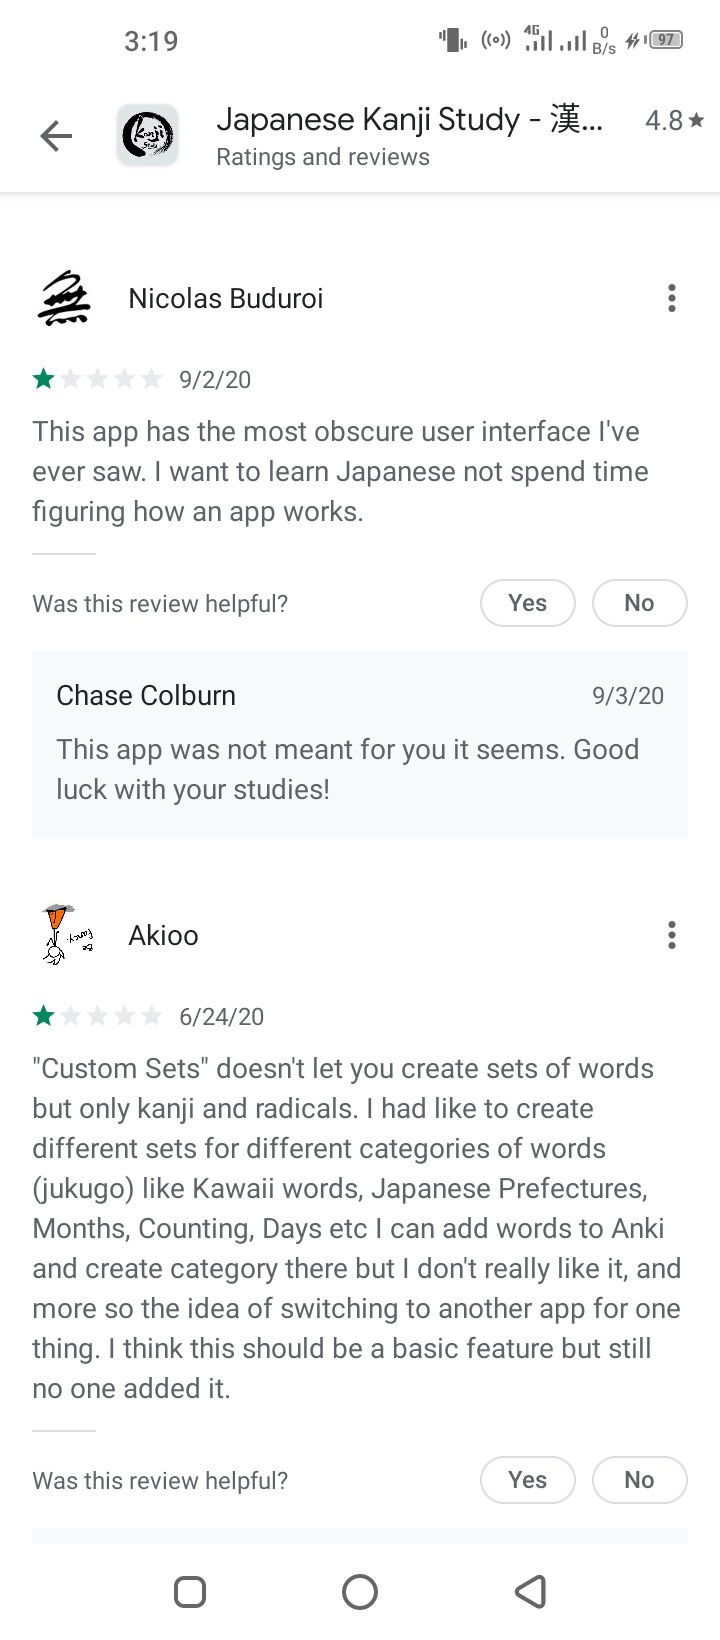 3:19
4G
0
B/s
97
Japanese Kanji Study - 漢...
4.8★
Ratings and reviews
Kanji
Study
Nicolas Buduroi
9/2/20
This app has the most obscure user interface I've
ever saw. I want to learn Japanese not spend time
figuring how an app works.
Was this review helpful?
Yes
No
Chase Colburn
9/3/20
This app was not meant for you it seems. Good
luck with your studies!
Be
Fancy.
Akioo
6/24/20
"Custom Sets" doesn't let you create sets of words
but only kanji and radicals. I had like to create
different sets for different categories of words
(jukugo) like Kawaii words, Japanese Prefectures,
Months, Counting, Days etc I can add words to Anki
and create category there but I don't really like it, and
more so the idea of switching to another app for one
thing. I think this should be a basic feature but still
no one added it.
Was this review helpful?
Yes
No